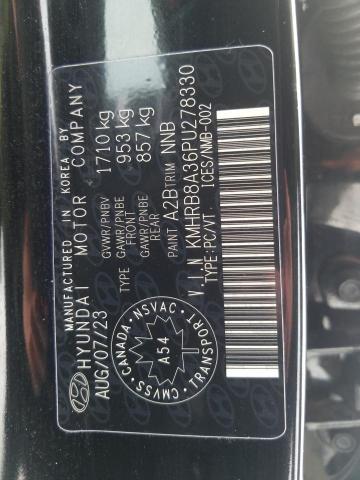 MANUFACTURED IN KOREA BY
HYUNDAI MOTOR COMPANY
AUG/07/23
GVWR/PNBV 1710 kg
TYPE GAWR/PNBE FRONT 953 kg
GAWR/PNBE REAR 857 kg
PAINT A2B TRIM NNB
V.I.N KMHRB8A36PU278330
TYPE:PC/VT ICES/NMB-002
CANADA NSVAC
A54
CMVSS TRANSPORT